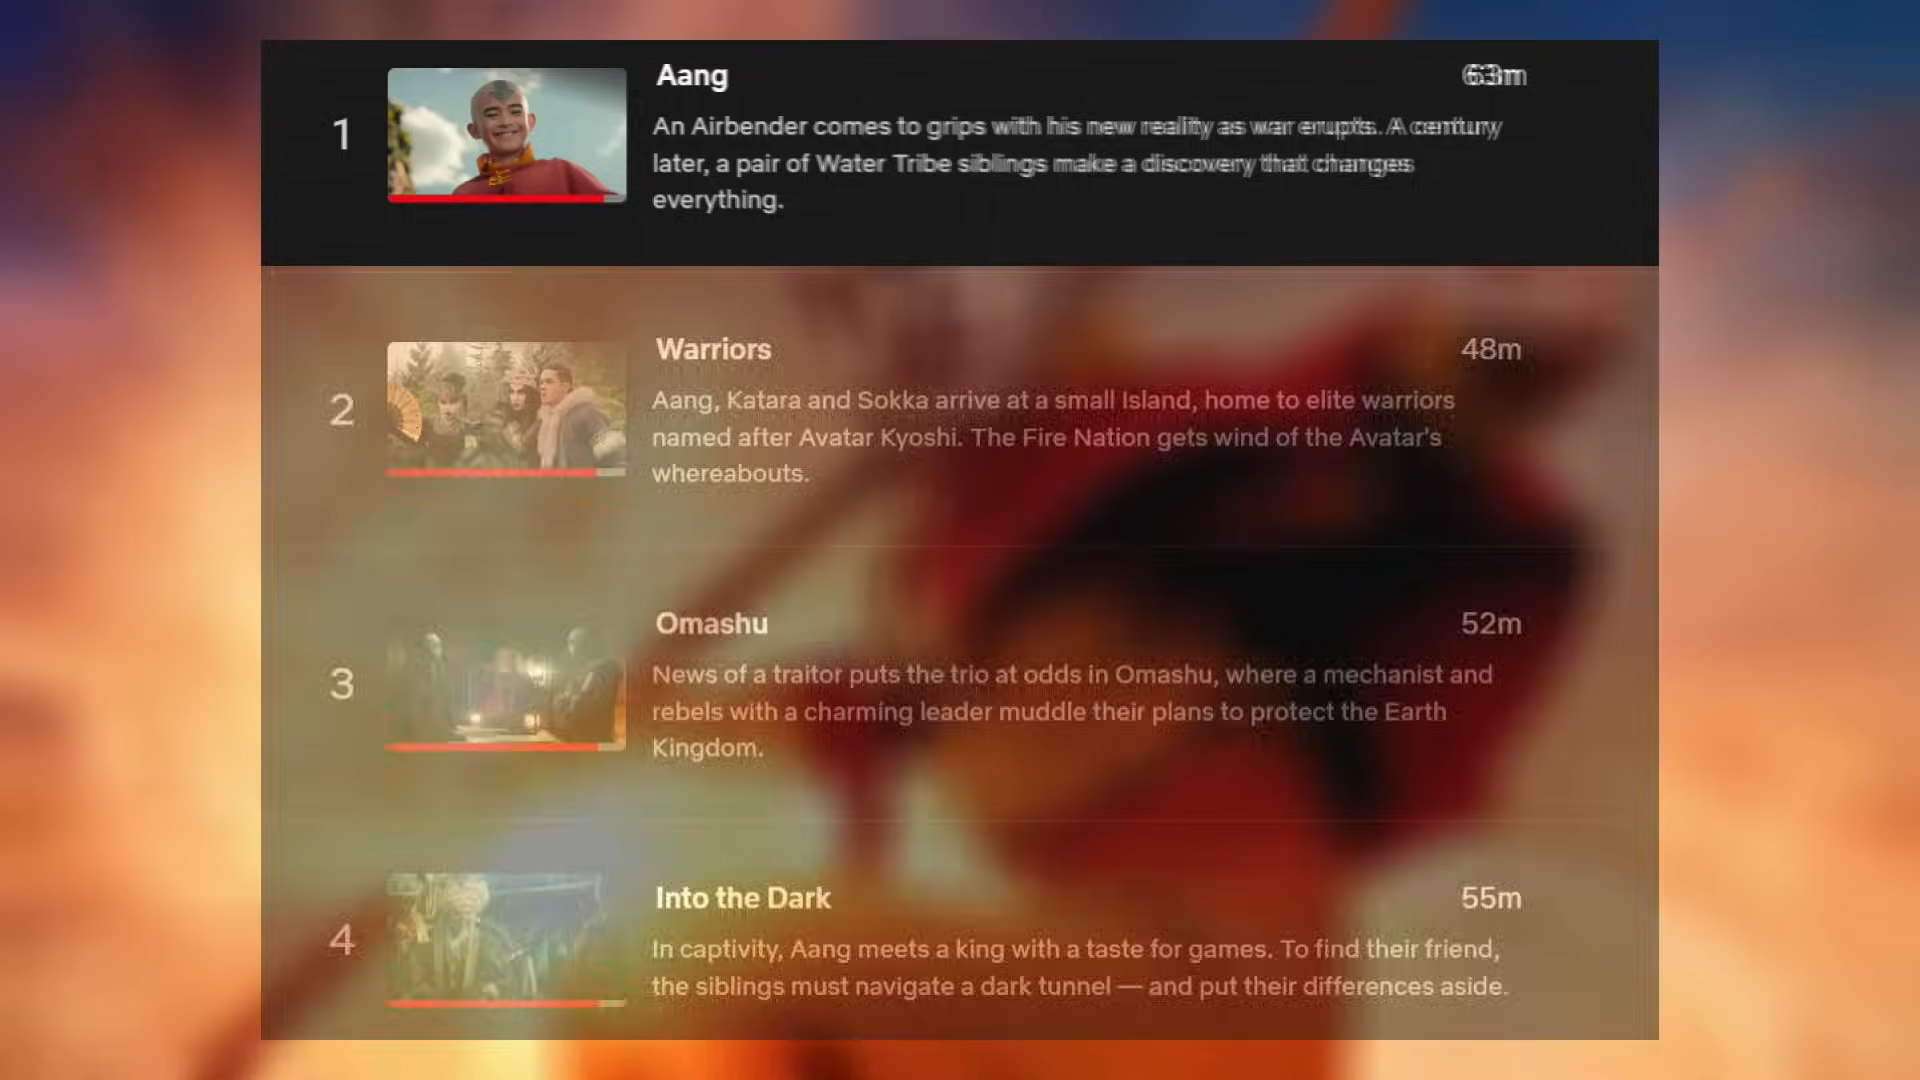 1
Aang
63m
An Airbender comes to grips with his new reality as war erupts. A century
later, a pair of Water Tribe siblings make a discovery that changes
everything.
2
Warriors
48m
Aang, Katara and Sokka arrive at a small Island, home to elite warriors
named after Avatar Kyoshi. The Fire Nation gets wind of the Avatar's
whereabouts.
3
Omashu
52m
News of a traitor puts the trio at odds in Omashu, where a mechanist and
rebels with a charming leader muddle their plans to protect the Earth
Kingdom.
4
Into the Dark
55m
In captivity, Aang meets a king with a taste for games. To find their friend,
the siblings must navigate a dark tunnel — and put their differences aside.